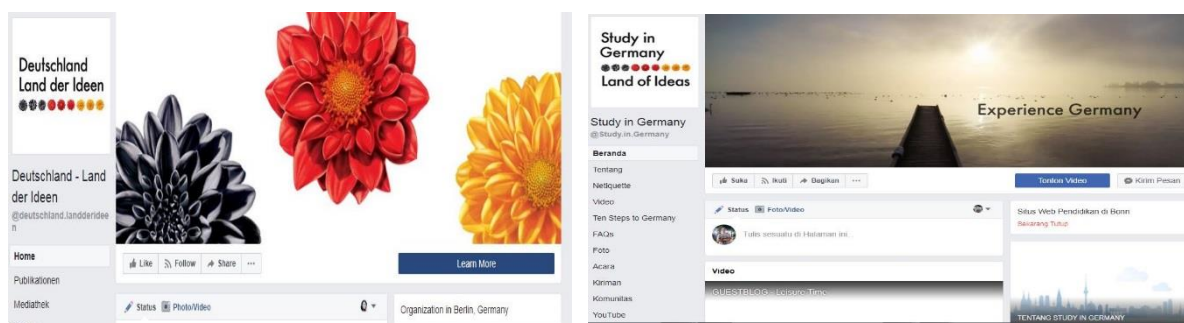 Deutschland
Land der Ideen
Deutschland - Land
der Ideen
@deutschland.landderidee
n
Home
Publikationen
Mediathek
Like Follow Share ...
Learn More
Status Photo/Video
Organization in Berlin, Germany
Study in
Germany
Land of Ideas
Study in Germany
@Study.in.Germany
Beranda
Tentang
Netiquette
Video
Ten Steps to Germany
FAQs
Foto
Acara
Kiriman
Komunitas
YouTube
Experience Germany
Suka Ikuti Bagikan ...
Tonton Video
Kirim Pesan
Status Foto/Video
Tulis sesuatu di Halaman ini...
Situs Web Pendidikan di Bonn
Sekarang Tutup
Video
GUESTBLOG - Leisure Time
TENTANG STUDY IN GERMANY